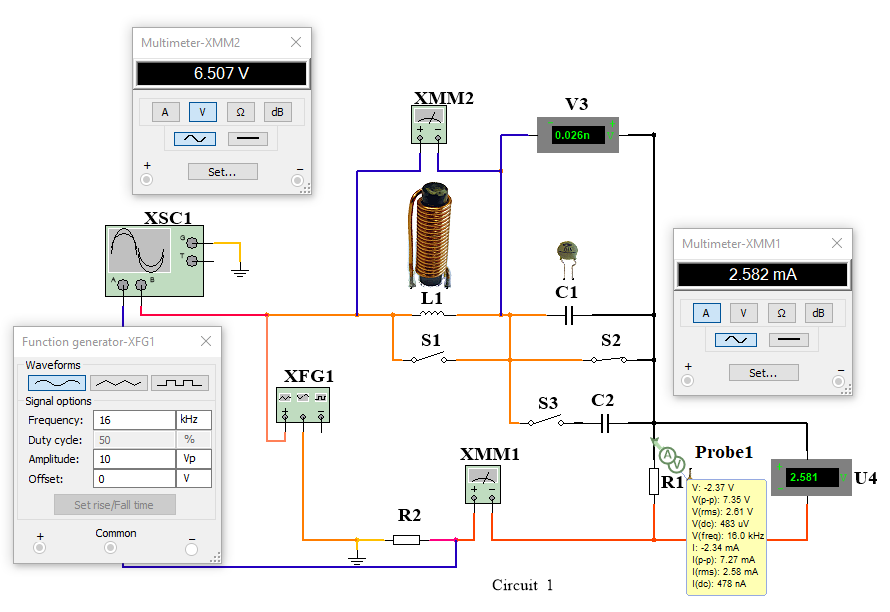 Multimeter-XMM2
6.507 V
A V Ω dB
+ Set... −
XMM2
+ −
V3
0.026n V
XSC1
G
T
A B
L1
C1
S1
S2
Multimeter-XMM1
2.582 mA
A V Ω dB
+ Set... −
Function generator-XFG1
Waveforms
Signal options
Frequency: 16 kHz
Duty cycle: 50 %
Amplitude: 10 Vp
Offset: 0 V
Set rise/Fall time
+ Common −
XFG1
+ −
S3
C2
XMM1
+ −
R2
R1
A
V
Probe1
V: -2.37 V
V(p-p): 7.35 V
V(rms): 2.61 V
V(dc): 483 uV
V(freq): 16.0 kHz
I: -2.34 mA
I(p-p): 7.27 mA
I(rms): 2.58 mA
I(dc): 478 nA
2.581 V
U4
Circuit 1